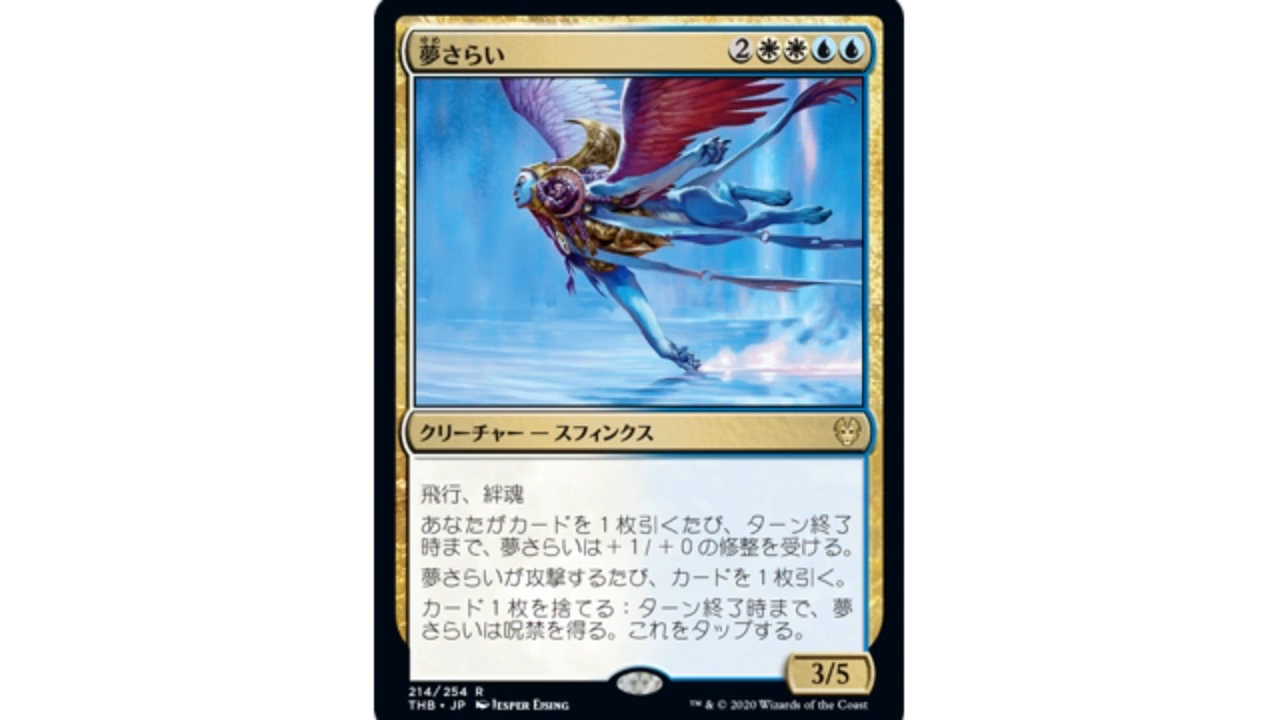 ゆめ
夢さらい 2
クリーチャー ― スフィンクス
飛行、絆魂
あなたがカードを1枚引くたび、ターン終了
時まで、夢さらいは+1/+0の修整を受ける。
夢さらいが攻撃するたび、カードを1枚引く。
カード1枚を捨てる:ターン終了時まで、夢
さらいは呪禁を得る。これをタップする。
3/5
214/254 R
THB • JP JESPER EJSING
™ & © 2020 Wizards of the Coast